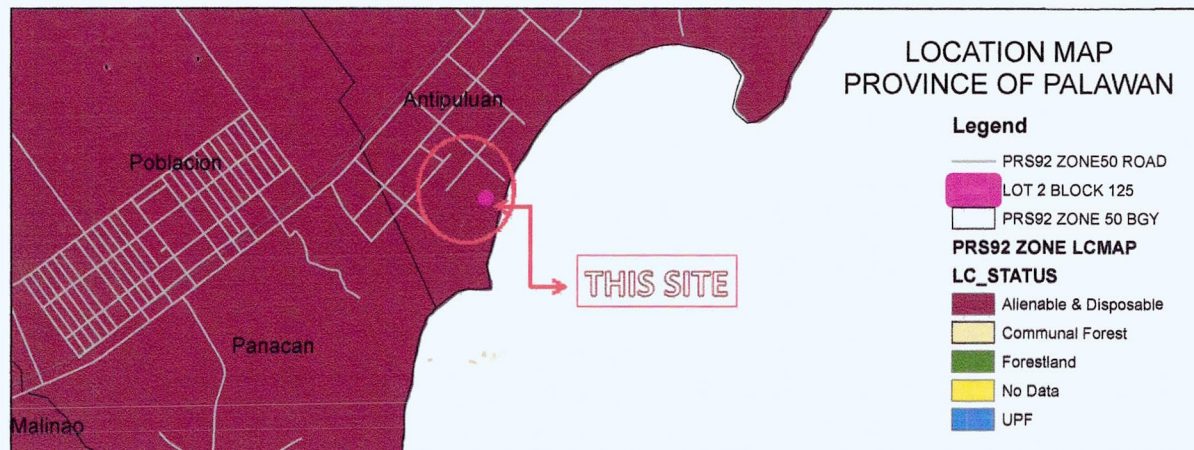 LOCATION MAP
PROVINCE OF PALAWAN
Legend
PRS92 ZONE50 ROAD
LOT 2 BLOCK 125
PRS92 ZONE 50 BGY
PRS92 ZONE LCMAP
LC_STATUS
Alienable & Disposable
Communal Forest
Forestland
No Data
UPF
Antipuluan
Poblacion
THIS SITE
Panacan
Malinao